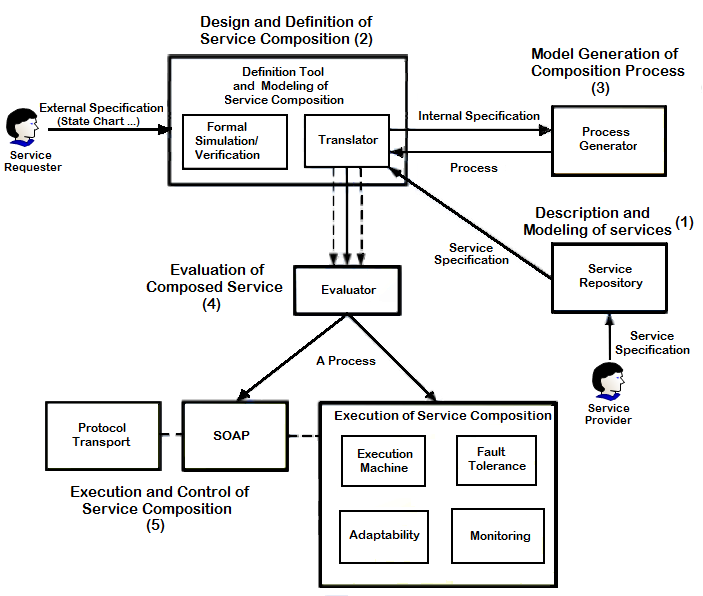 Design and Definition of
Service Composition (2)
Definition Tool
and Modeling of
Service Composition
Formal
Simulation/
Verification
Translator
External Specification
(State Chart ...)
Service
Requester
Model Generation of
Composition Process
(3)
Internal Specification
Process
Generator
Process
Description and
Modeling of services
(1)
Service
Specification
Service
Repository
Service
Specification
Service
Provider
Evaluation of
Composed Service
(4)
Evaluator
A Process
Protocol
Transport
SOAP
Execution and Control of
Service Composition
(5)
Execution of Service Composition
Execution
Machine
Fault
Tolerance
Adaptability
Monitoring